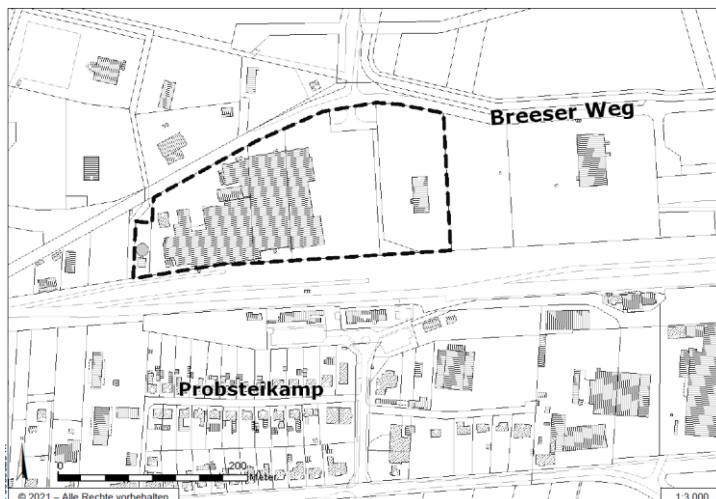 Breeser Weg
Probsteikamp
0
200
Meter
© 2021 – Alle Rechte vorbehalten
1:3.000